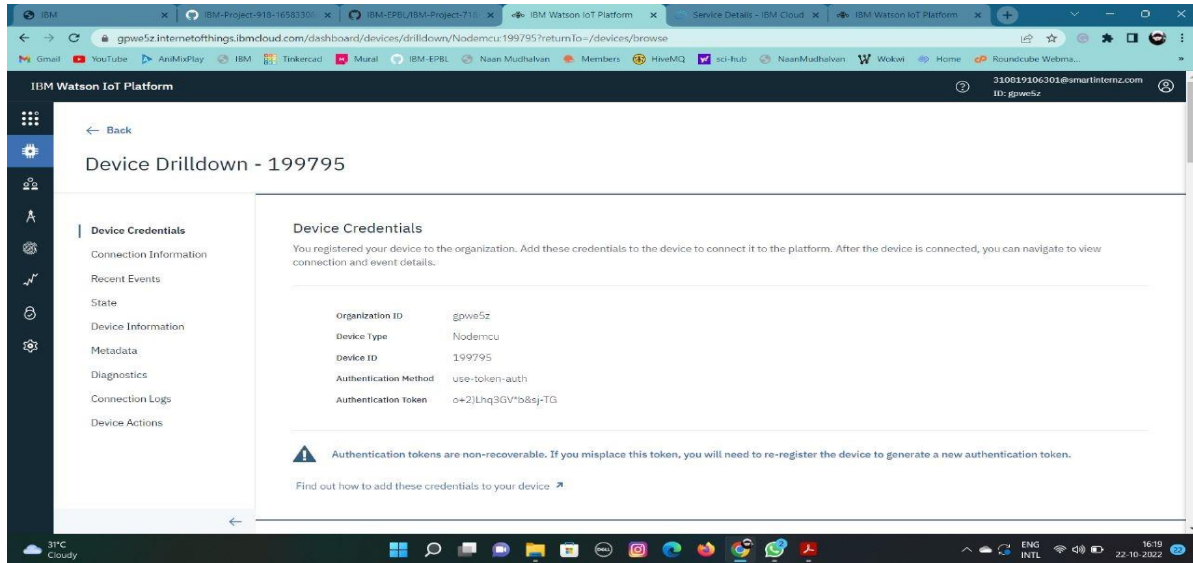 IBM
IBM-Project-918-1658330
IBM-EPBL/IBM-Project-716
IBM Watson IoT Platform
Service Details - IBM Cloud
IBM Watson IoT Platform
gpwe5z.internetofthings.ibmcloud.com/dashboard/devices/drilldown/Nodemcu:199795?returnTo=/devices/browse
Gmail YouTube AniMixPlay IBM Tinkercad Mural IBM-EPBL Naan Mudhalvan Members HiveMQ sci-hub NaanMudhalvan Wokwi Home Roundcube Webma...
IBM Watson IoT Platform
310819106301@smartinternz.com
ID: gpwe5z
← Back
Device Drilldown - 199795
Device Credentials
Connection Information
Recent Events
State
Device Information
Metadata
Diagnostics
Connection Logs
Device Actions
Device Credentials
You registered your device to the organization. Add these credentials to the device to connect it to the platform. After the device is connected, you can navigate to view
connection and event details.
Organization ID gpwe5z
Device Type Nodemcu
Device ID 199795
Authentication Method use-token-auth
Authentication Token o+2)Lhq3GV*b&sj-TG
Authentication tokens are non-recoverable. If you misplace this token, you will need to re-register the device to generate a new authentication token.
Find out how to add these credentials to your device
31°C
Cloudy
DELL
ENG
INTL
16:19
22-10-2022
22